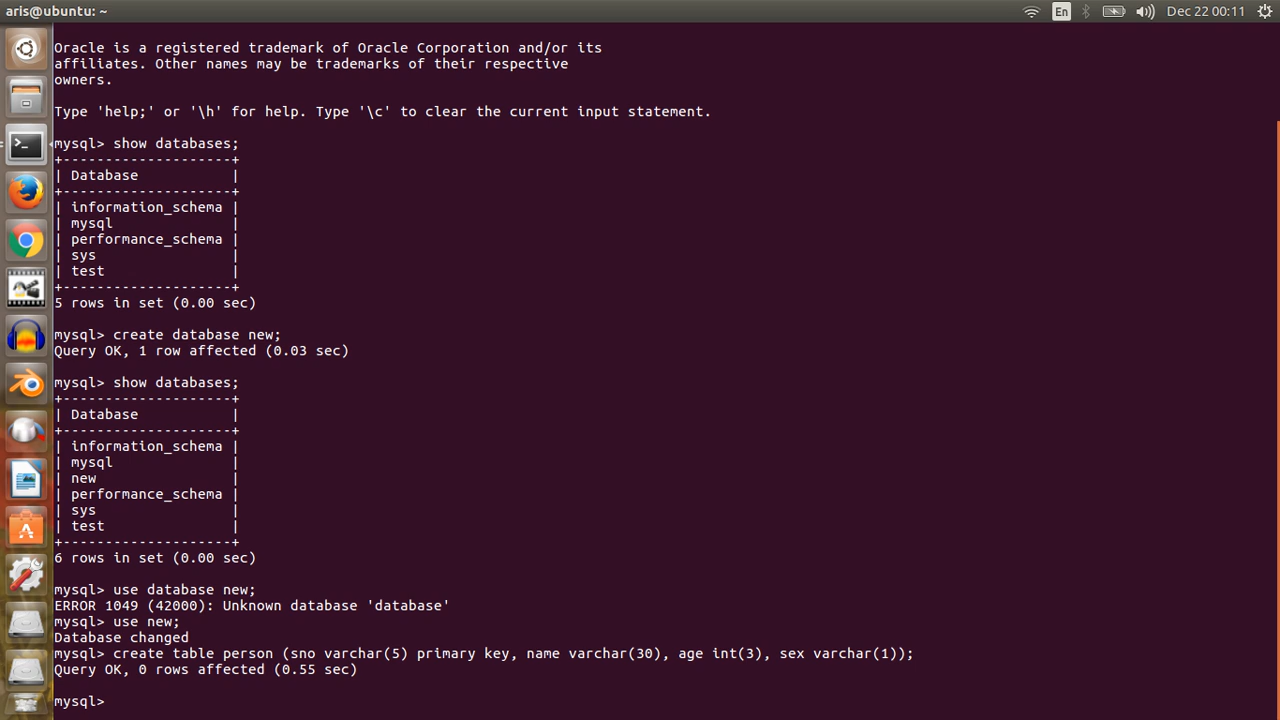 aris@ubuntu: ~
En
Dec 22 00:11
Oracle is a registered trademark of Oracle Corporation and/or its
affiliates. Other names may be trademarks of their respective
owners.
Type 'help;' or '\h' for help. Type '\c' to clear the current input statement.
mysql> show databases;
+--------------------+
| Database           |
+--------------------+
| information_schema |
| mysql              |
| performance_schema |
| sys                |
| test               |
+--------------------+
5 rows in set (0.00 sec)
mysql> create database new;
Query OK, 1 row affected (0.03 sec)
mysql> show databases;
+--------------------+
| Database           |
+--------------------+
| information_schema |
| mysql              |
| new                |
| performance_schema |
| sys                |
| test               |
+--------------------+
6 rows in set (0.00 sec)
mysql> use database new;
ERROR 1049 (42000): Unknown database 'database'
mysql> use new;
Database changed
mysql> create table person (sno varchar(5) primary key, name varchar(30), age int(3), sex varchar(1));
Query OK, 0 rows affected (0.55 sec)
mysql>